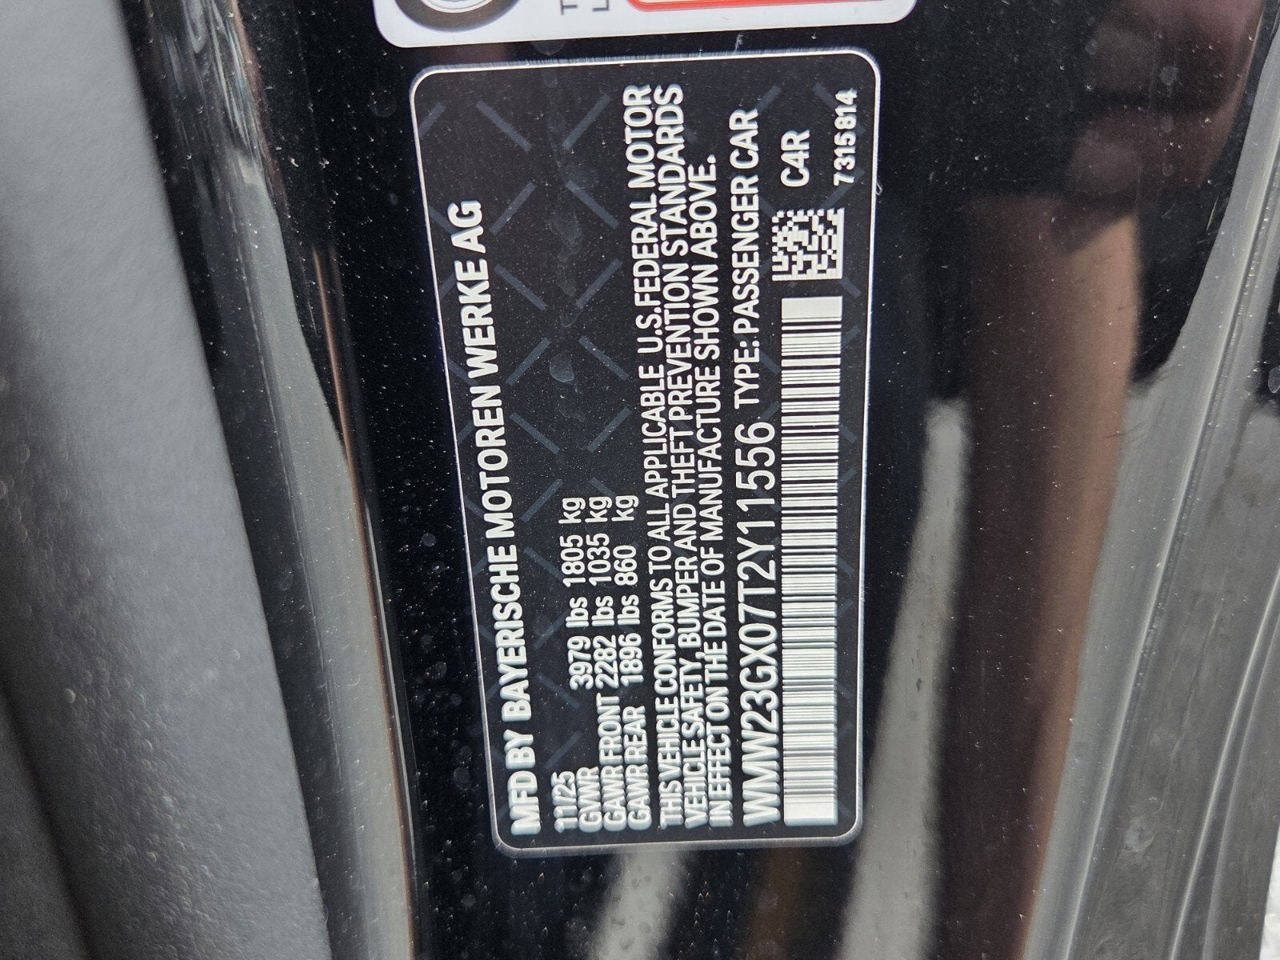 MFD BY BAYERISCHE MOTOREN WERKE AG
11/25
GVWR 3979 lbs 1805 kg
GAWR FRONT 2282 lbs 1035 kg
GAWR REAR 1896 lbs 860 kg
THIS VEHICLE CONFORMS TO ALL APPLICABLE U.S.FEDERAL MOTOR
VEHICLE SAFETY, BUMPER AND THEFT PREVENTION STANDARDS
IN EFFECT ON THE DATE OF MANUFACTURE SHOWN ABOVE.
WMW23GX07T2Y11556 TYPE: PASSENGER CAR
C4R
7315814